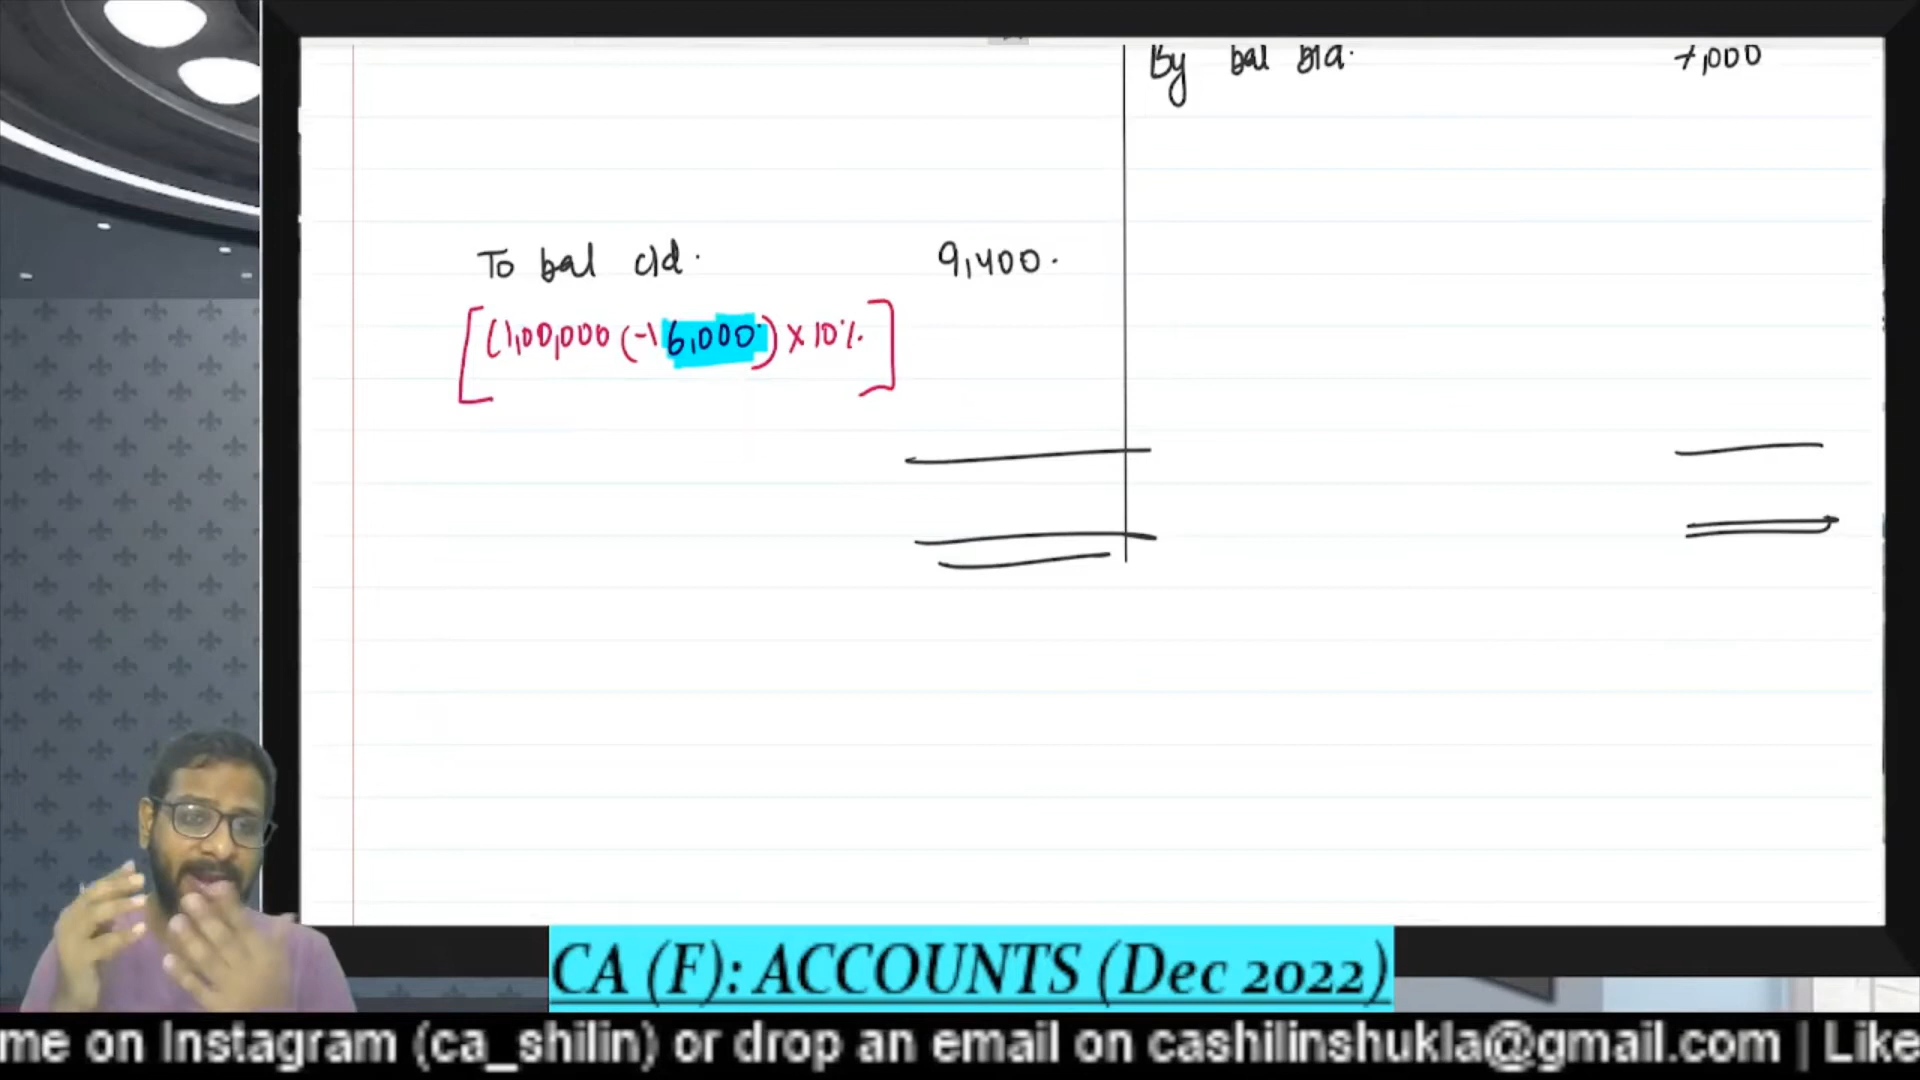 By bal b/d. 7,000
To bal c/d. 9,400.
[(1,00,000 (-) 6,000) x 10%]
CA (F): ACCOUNTS (Dec 2022)
me on Instagram (ca_shilin) or drop an email on cashilinshukla@gmail.com | Like